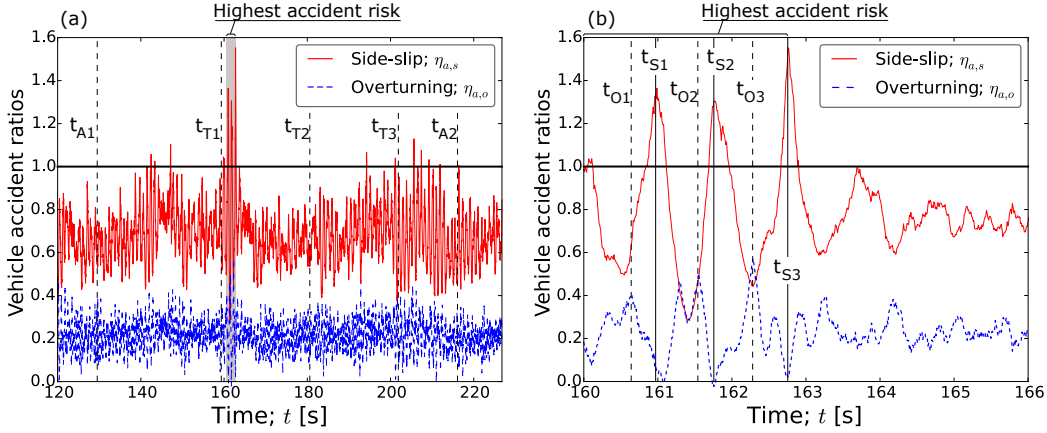 (a) Highest accident risk
1.6
1.4
1.2
1.0
0.8
0.6
0.4
0.2
0.0
Vehicle accident ratios
Side-slip; ηa,s
Overturning; ηa,o
tA1
tT1
tT2
tT3
tA2
120 140 160 180 200 220
Time; t [s]
(b) Highest accident risk
1.6
1.4
1.2
1.0
0.8
0.6
0.4
0.2
0.0
Vehicle accident ratios
Side-slip; ηa,s
Overturning; ηa,o
tS1
tS2
tO1
tO2
tO3
tS3
160 161 162 163 164 165 166
Time; t [s]